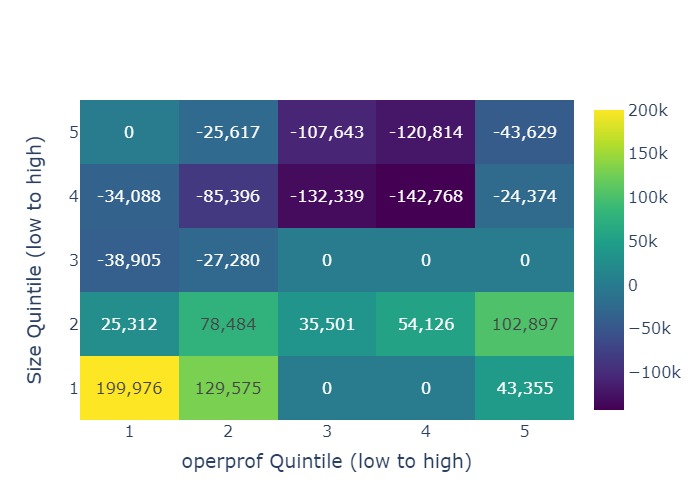 200k
5 0 -25,617 -107,643 -120,814 -43,629
150k
4 -34,088 -85,396 -132,339 -142,768 -24,374
100k
50k
3 -38,905 -27,280 0 0 0
0
2 25,312 78,484 35,501 54,126 102,897
−50k
1 199,976 129,575 0 0 43,355
−100k
1 2 3 4 5
operprof Quintile (low to high)
Size Quintile (low to high)